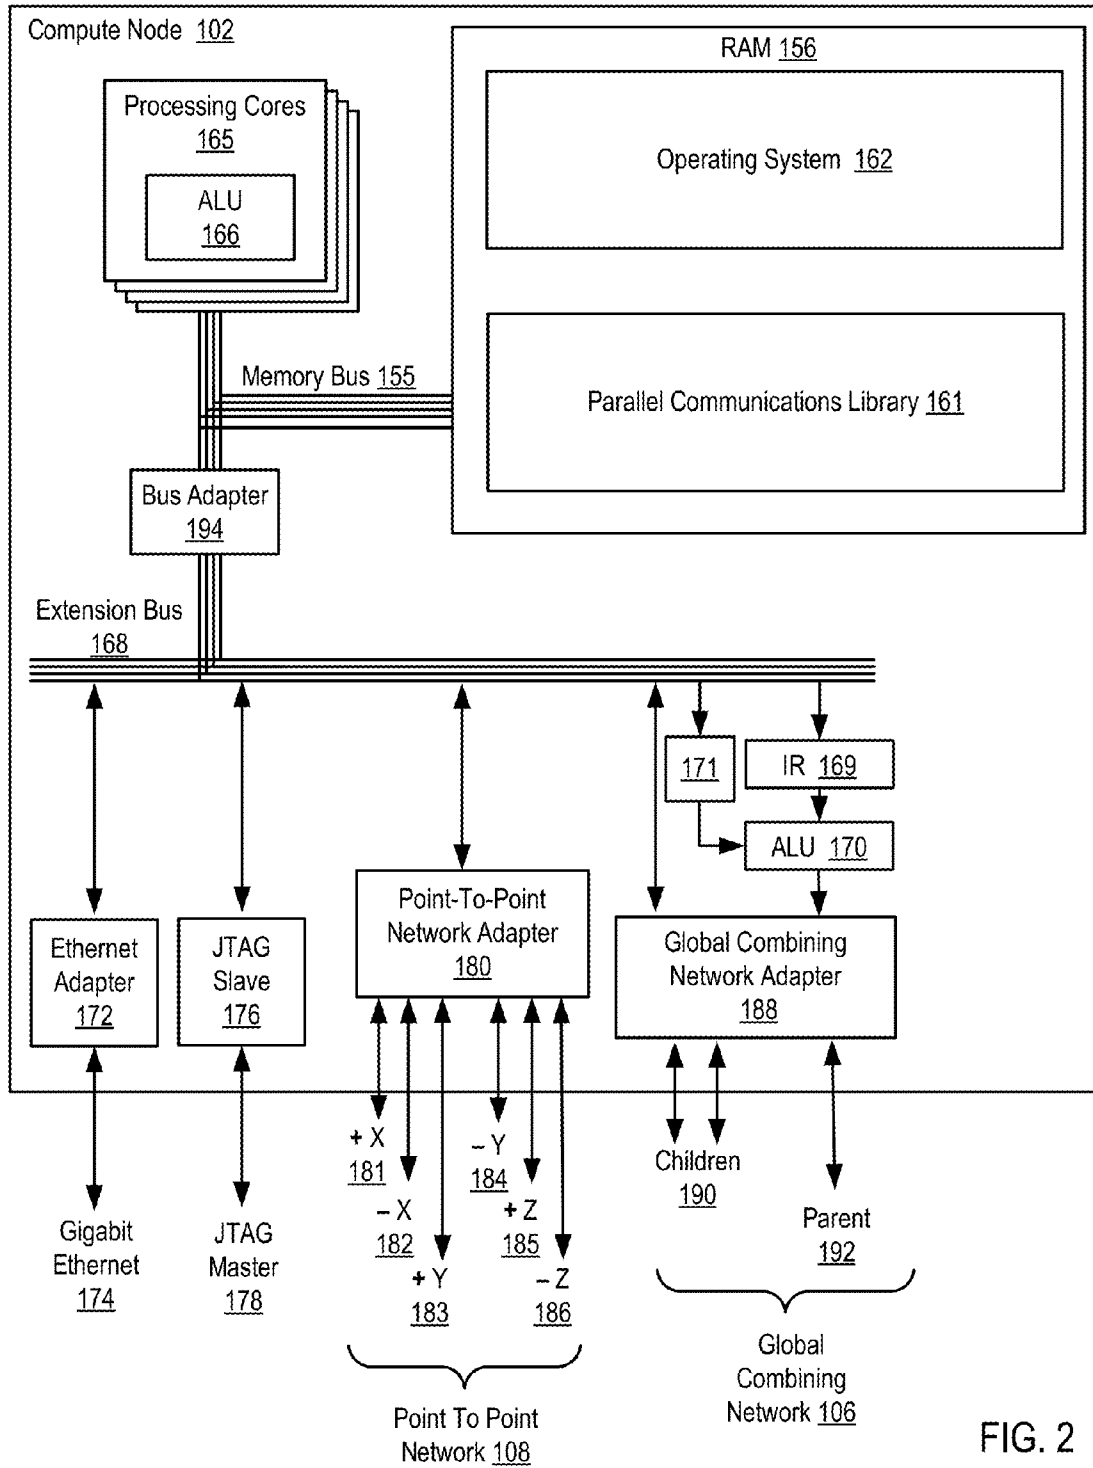 Compute Node 102
RAM 156
Processing Cores
165
ALU
166
Operating System 162
Memory Bus 155
Parallel Communications Library 161
Bus Adapter
194
Extension Bus
168
171
IR 169
ALU 170
Ethernet
Adapter
172
JTAG
Slave
176
Point-To-Point
Network Adapter
180
Global Combining
Network Adapter
188
+ X
181
– X
182
+ Y
183
– Y
184
+ Z
185
– Z
186
Children
190
Parent
192
Gigabit
Ethernet
174
JTAG
Master
178
Point To Point
Network 108
Global
Combining
Network 106
FIG. 2